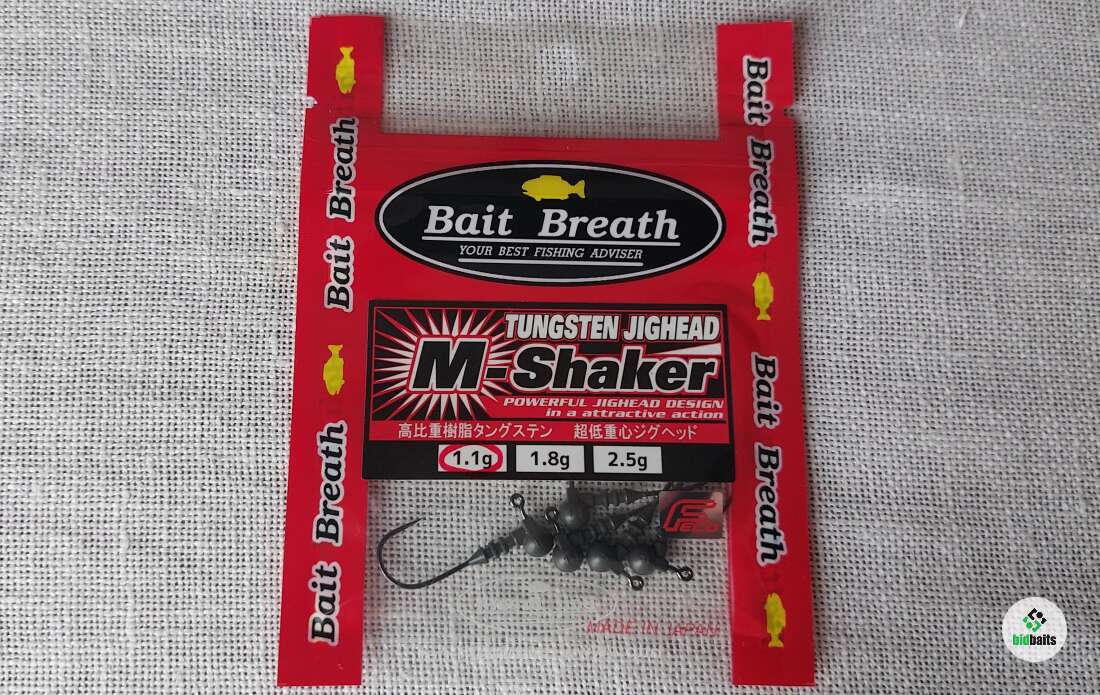 Bait Breath
Bait Breath
Bait Breath
YOUR BEST FISHING ADVISER
TUNGSTEN JIGHEAD
M-Shaker
POWERFUL JIGHEAD DESIGN
in a attractive action
高比重樹脂タングステン 超低重心ジグヘッド
1.1g 1.8g 2.5g
MADE IN JAPAN
Bait Breath
Bait Breath
bidbaits